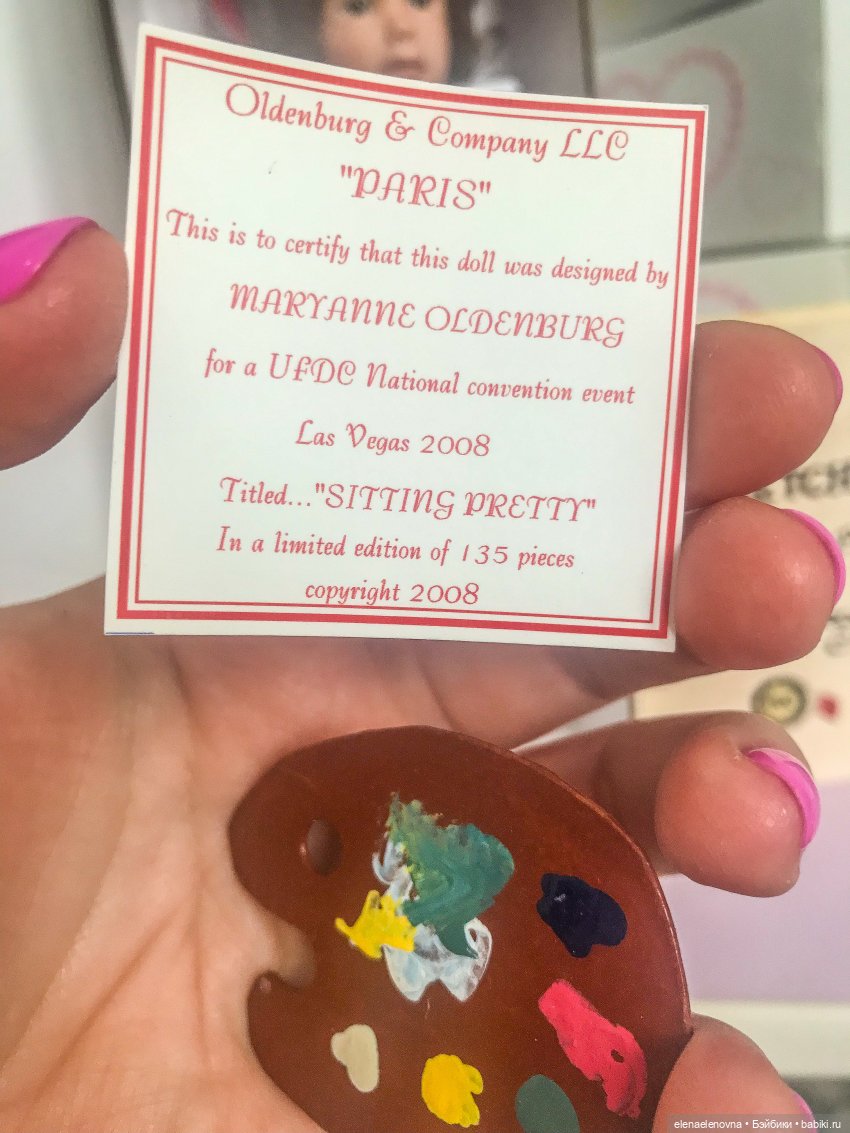 Oldenburg & Company LLC
"PARIS"
This is to certify that this doll was designed by
MARYANNE OLDENBURG
for a UFDC National convention event
Las Vegas 2008
Titled..."SITTING PRETTY"
In a limited edition of 135 pieces
copyright 2008
elenaelenovna • Бэйбики • babiki.ru